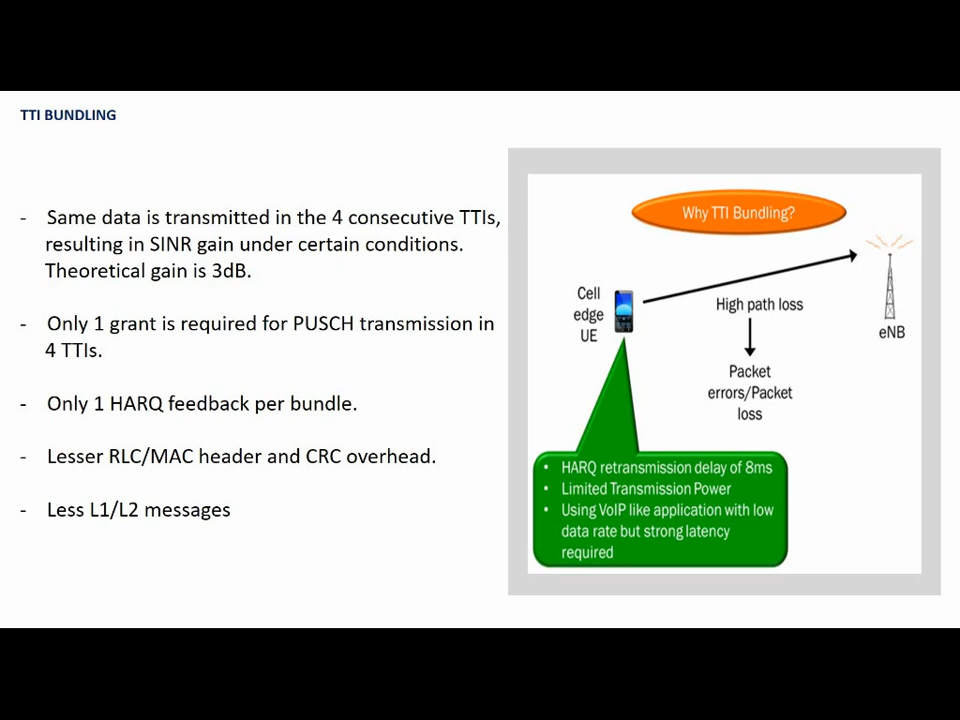 TTI BUNDLING
- Same data is transmitted in the 4 consecutive TTIs,
resulting in SINR gain under certain conditions.
Theoretical gain is 3dB.
- Only 1 grant is required for PUSCH transmission in
4 TTIs.
- Only 1 HARQ feedback per bundle.
- Lesser RLC/MAC header and CRC overhead.
- Less L1/L2 messages
Why TTI Bundling?
Cell
edge
UE
High path loss
eNB
Packet
errors/Packet
loss
• HARQ retransmission delay of 8ms
• Limited Transmission Power
• Using VoIP like application with low
data rate but strong latency
required